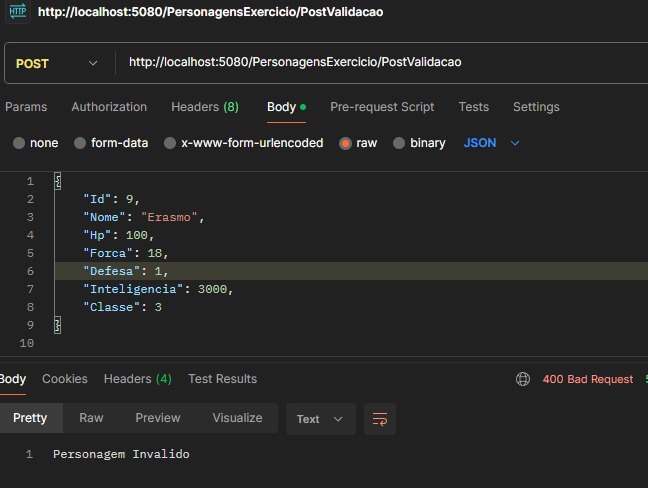 HTTP http://localhost:5080/PersonagensExercicio/PostValidacao
POST http://localhost:5080/PersonagensExercicio/PostValidacao
Params Authorization Headers (8) Body Pre-request Script Tests Settings
none form-data x-www-form-urlencoded raw binary JSON
1 {
2 "Id": 9,
3 "Nome": "Erasmo",
4 "Hp": 100,
5 "Forca": 18,
6 "Defesa": 1,
7 "Inteligencia": 3000,
8 "Classe": 3
9 }
10
Body Cookies Headers (4) Test Results 400 Bad Request
Pretty Raw Preview Visualize Text
1 Personagem Invalido